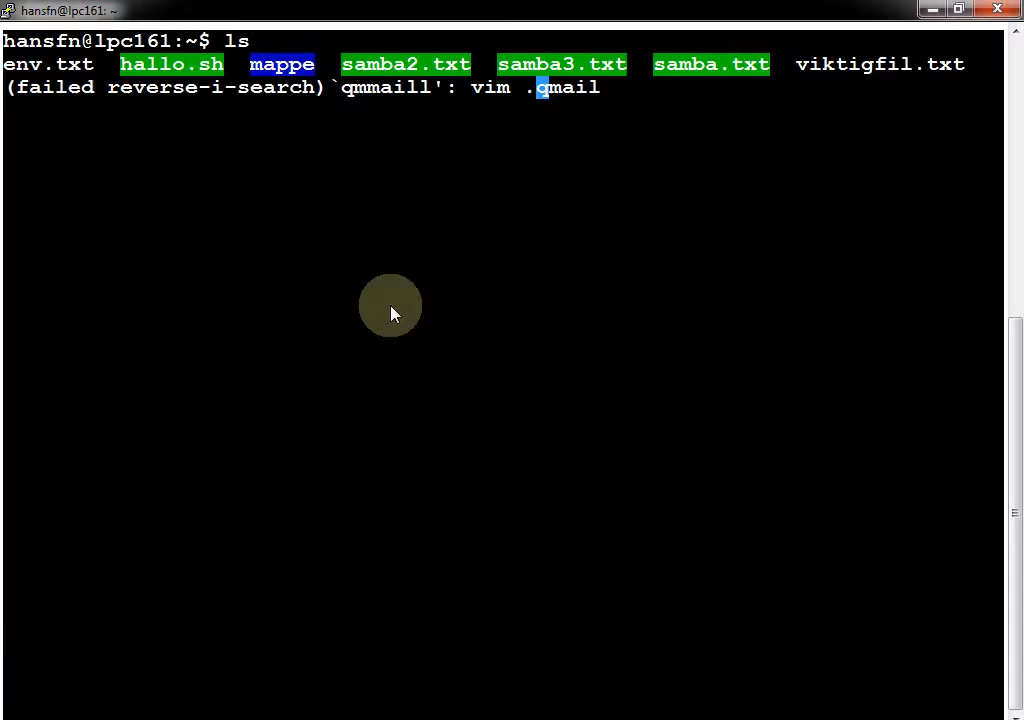 hansfn@lpc161: ~
hansfn@lpc161:~$ ls
env.txt  hallo.sh  mappe  samba2.txt  samba3.txt  samba.txt  viktigfil.txt
(failed reverse-i-search)`qmmaill': vim .qmail